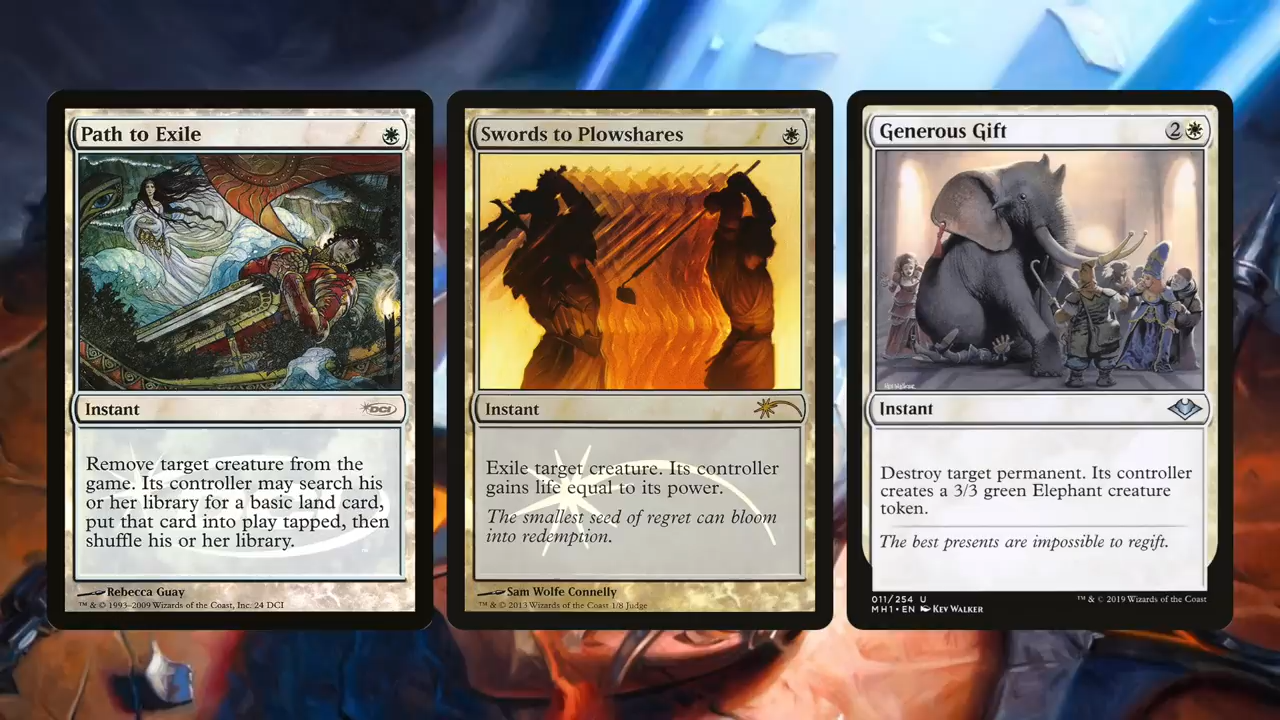 Path to Exile
Instant
DCI
Remove target creature from the
game. Its controller may search his
or her library for a basic land card,
put that card into play tapped, then
shuffle his or her library.
Rebecca Guay
™ & © 1993–2009 Wizards of the Coast, Inc. 24 DCI
Swords to Plowshares
Instant
Exile target creature. Its controller
gains life equal to its power.
The smallest seed of regret can bloom
into redemption.
Sam Wolfe Connelly
™ & © 2013 Wizards of the Coast 1/8 Judge
Generous Gift 2
Kev Walker
Instant
Destroy target permanent. Its controller
creates a 3/3 green Elephant creature
token.
The best presents are impossible to regift.
011/254 U
MH1 • EN Kev Walker
™ & © 2019 Wizards of the Coast